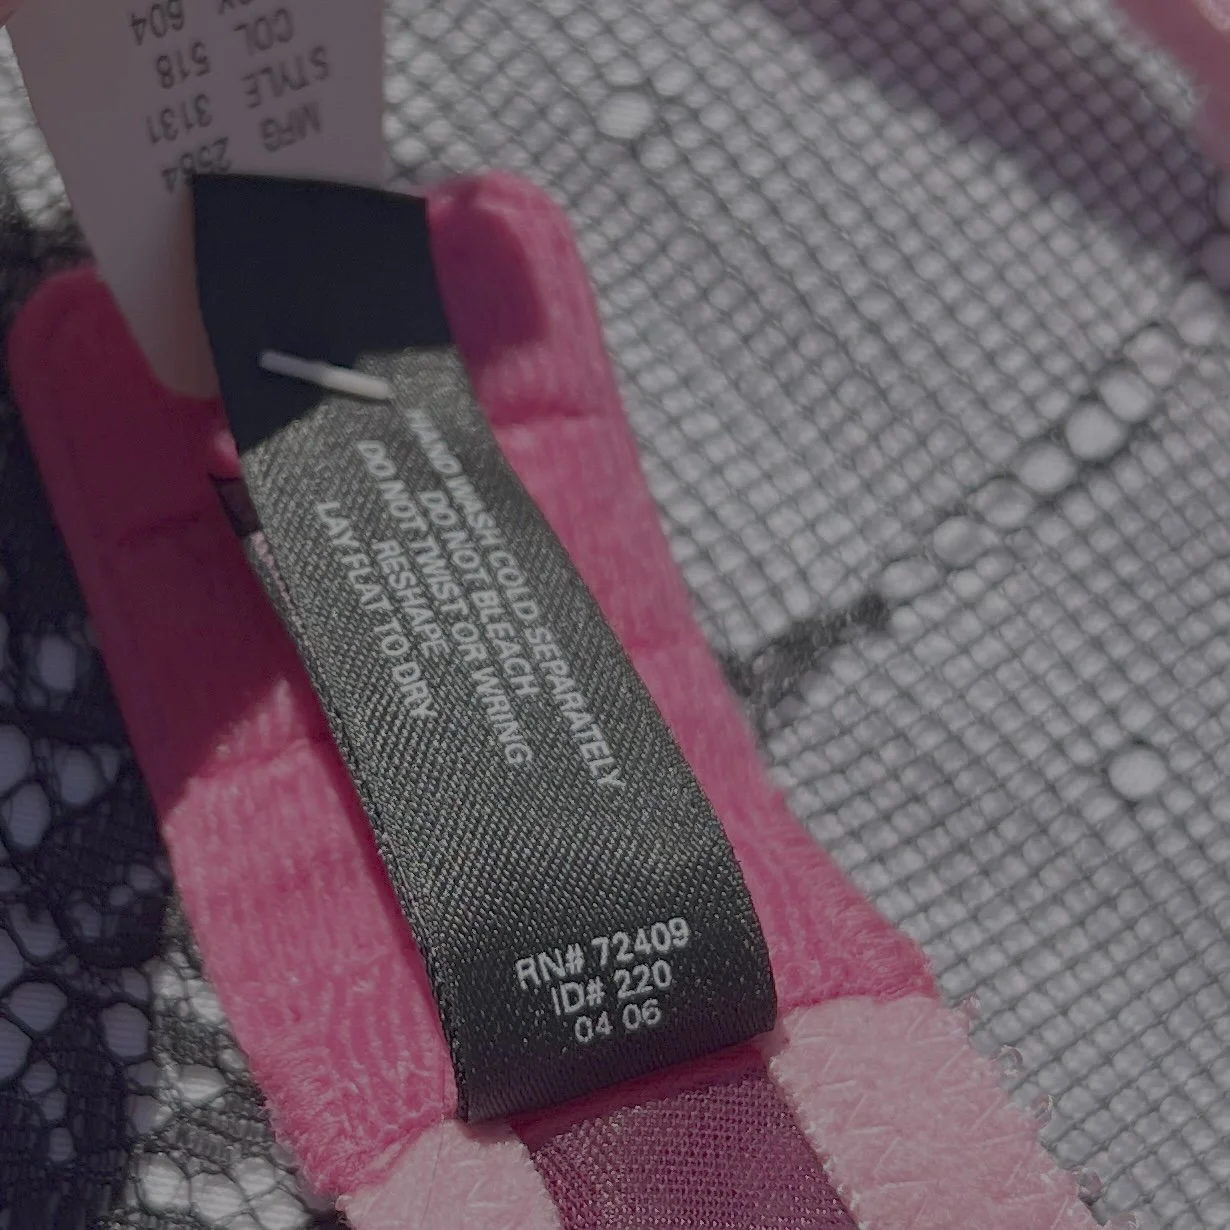 MFG 2564
STYLE 3131
COL 518
604
HAND WASH COLD SEPARATELY
DO NOT BLEACH
DO NOT TWIST OR WRING
RESHAPE
LAY FLAT TO DRY
RN# 72409
ID# 220
04 06